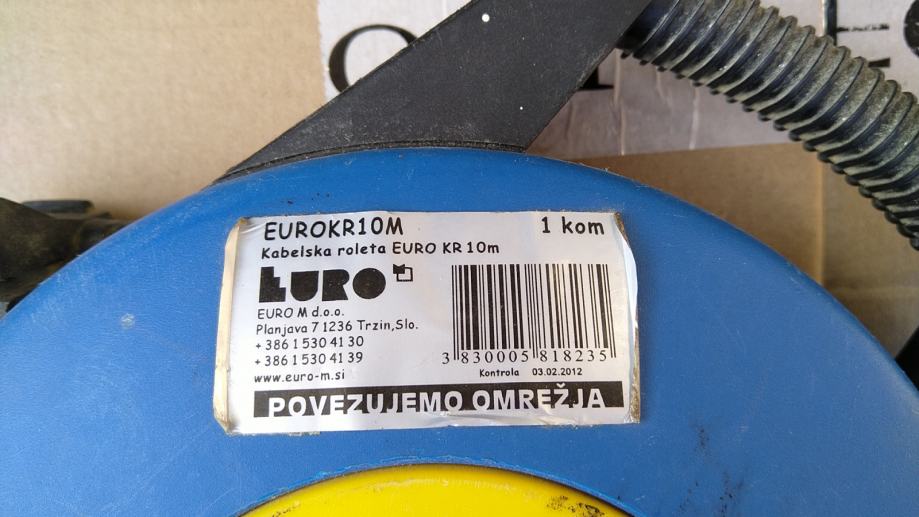 EUROKR10M 1 kom
Kabelska roleta EURO KR 10m
EURO M
EURO M d.o.o.
Planjava 7 1236 Trzin,Slo.
+ 386 1 530 41 30
+ 386 1 530 41 39
www.euro-m.si
3 830005 818235
Kontrola 03.02.2012
POVEZUJEMO OMREŽJA